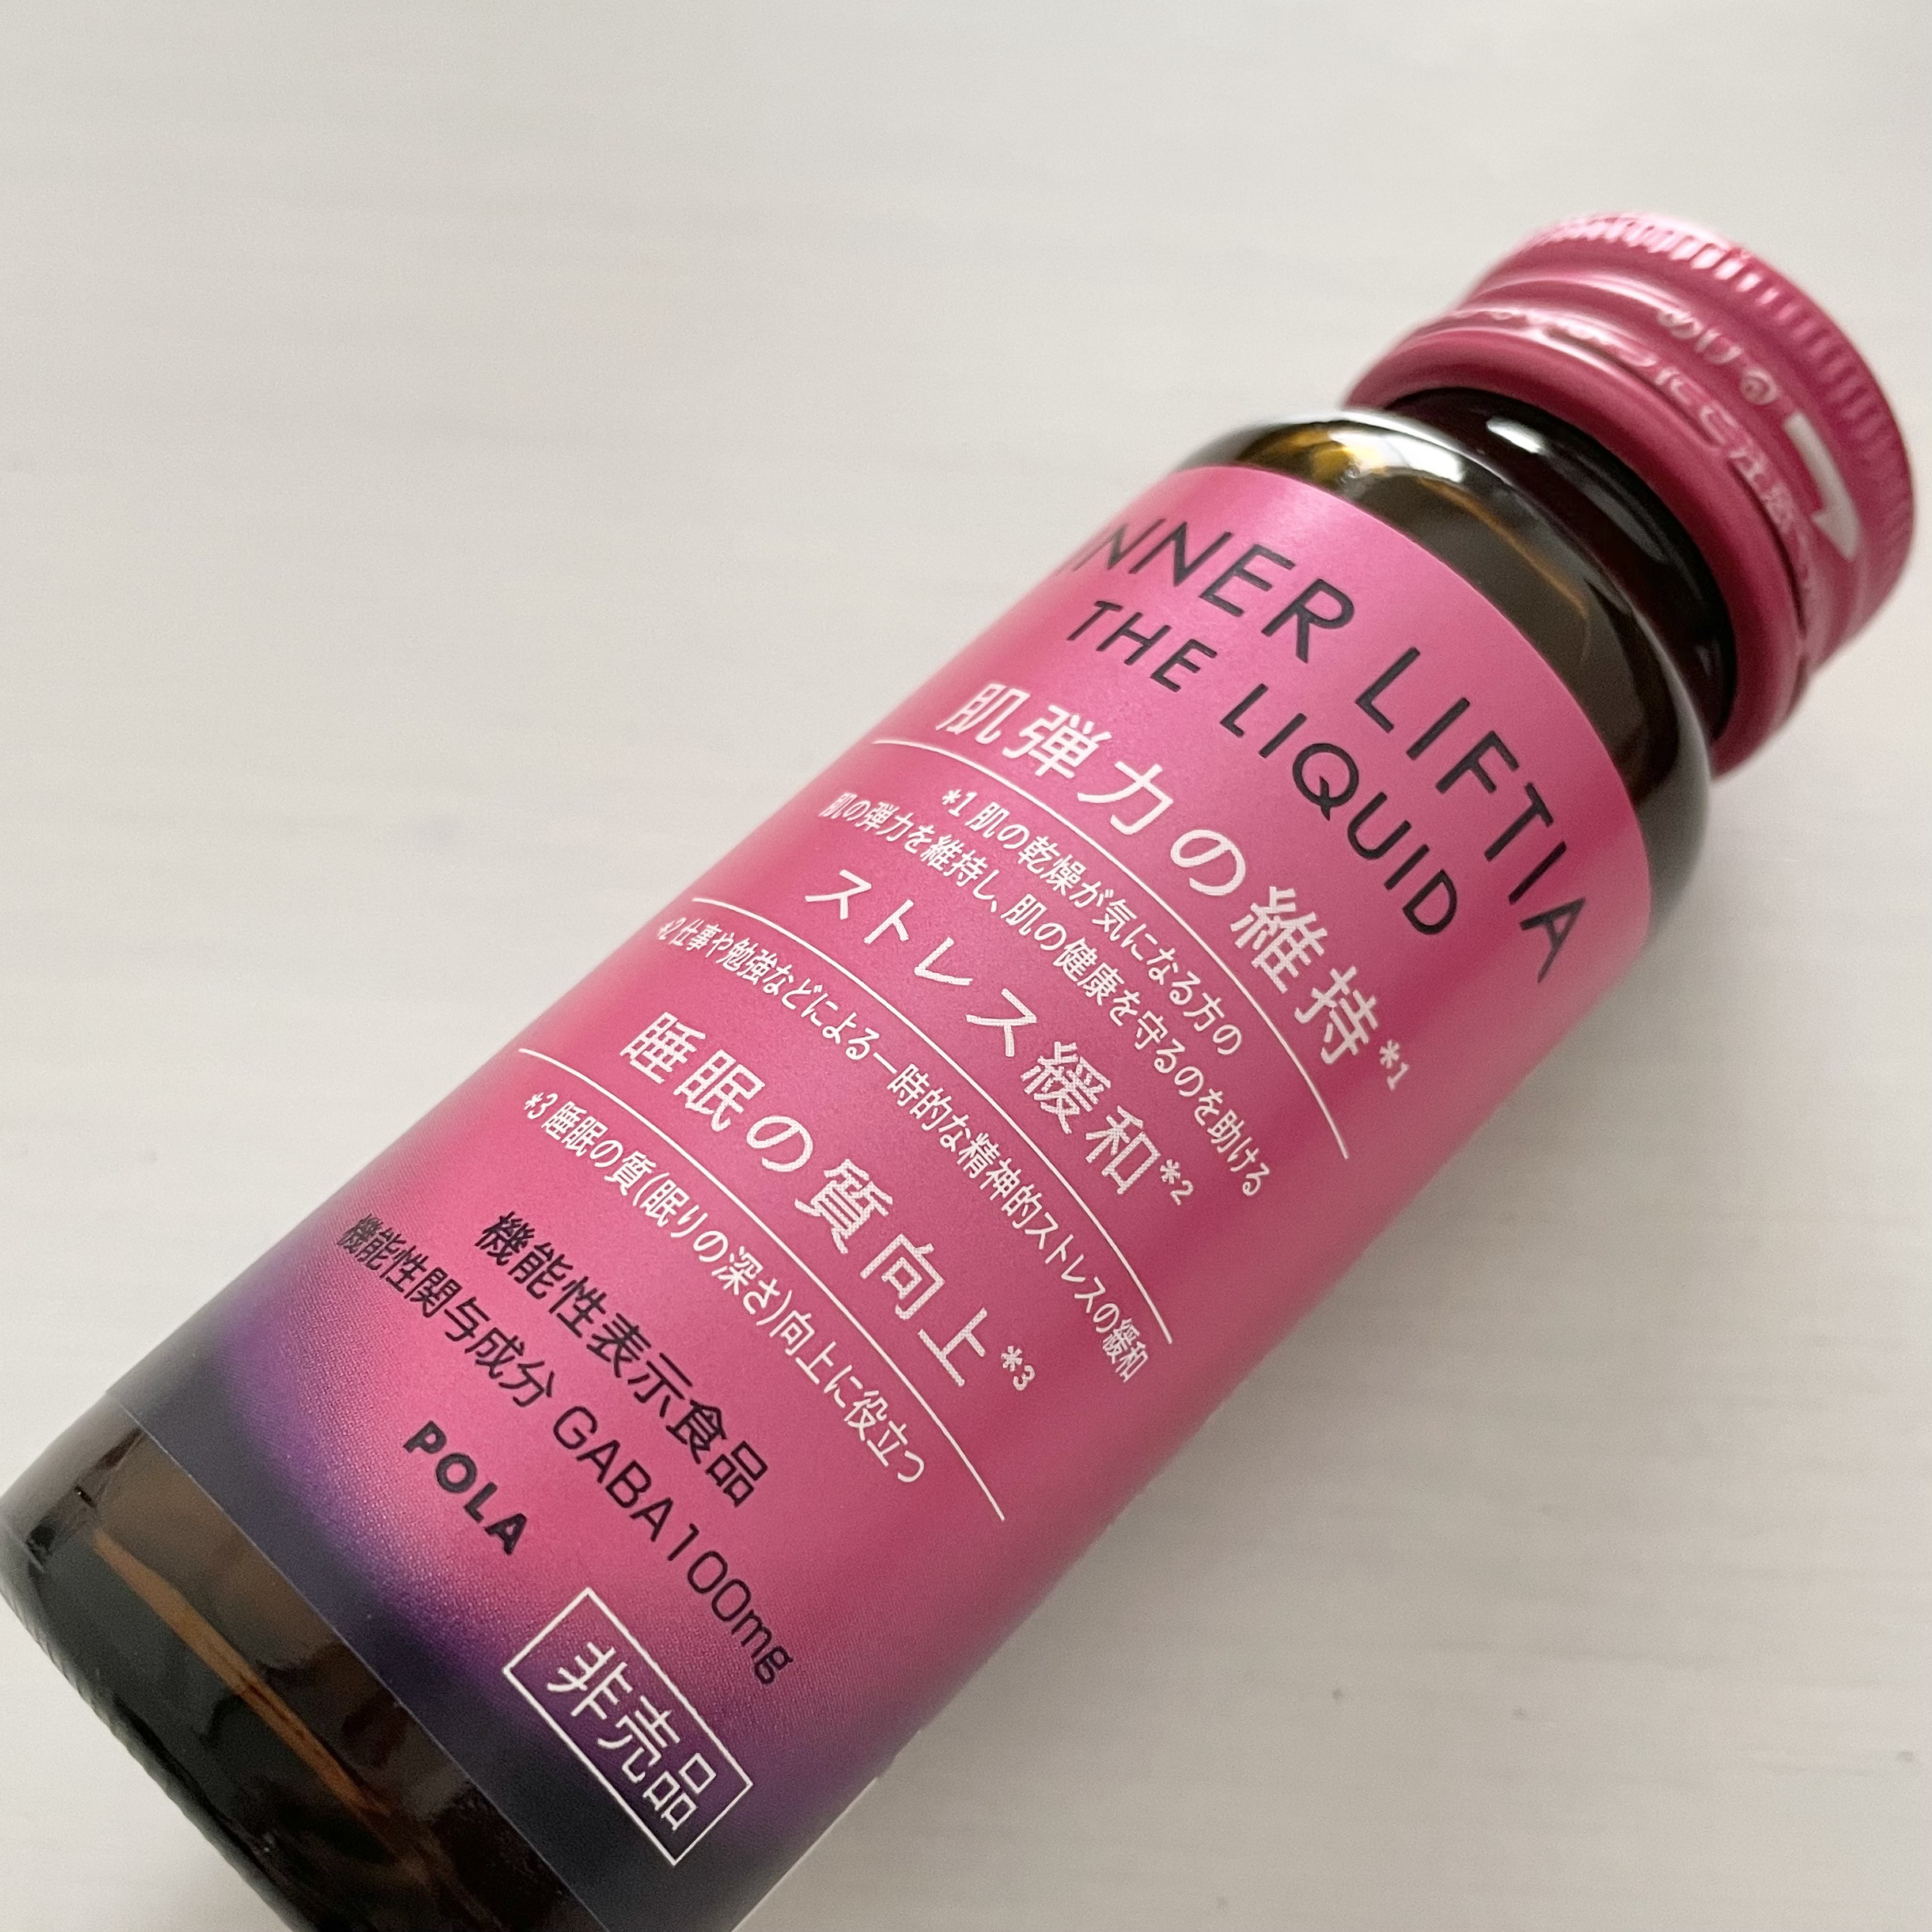 INNER LIFTIA
THE LIQUID
肌弾力の維持*1
*1 肌の乾燥が気になる方の
肌の弾力を維持し、肌の健康を守るのを助ける
ストレス緩和*2
*2 仕事や勉強などによる一時的な精神的ストレスの緩和
睡眠の質向上*3
*3 睡眠の質(眠りの深さ)向上に役立つ
機能性表示食品
機能性関与成分 GABA 100mg
POLA
非売品